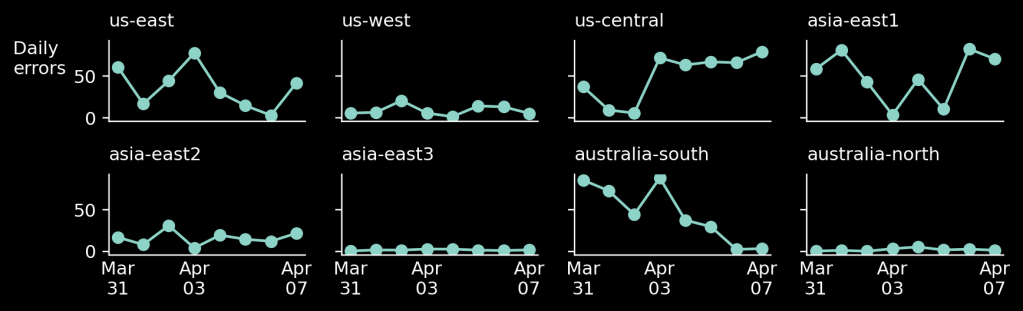 us-east
us-west
us-central
asia-east1
Daily
errors
50
0
asia-east2
asia-east3
australia-south
australia-north
50
0
Mar
31
Apr
03
Apr
07
Mar
31
Apr
03
Apr
07
Mar
31
Apr
03
Apr
07
Mar
31
Apr
03
Apr
07